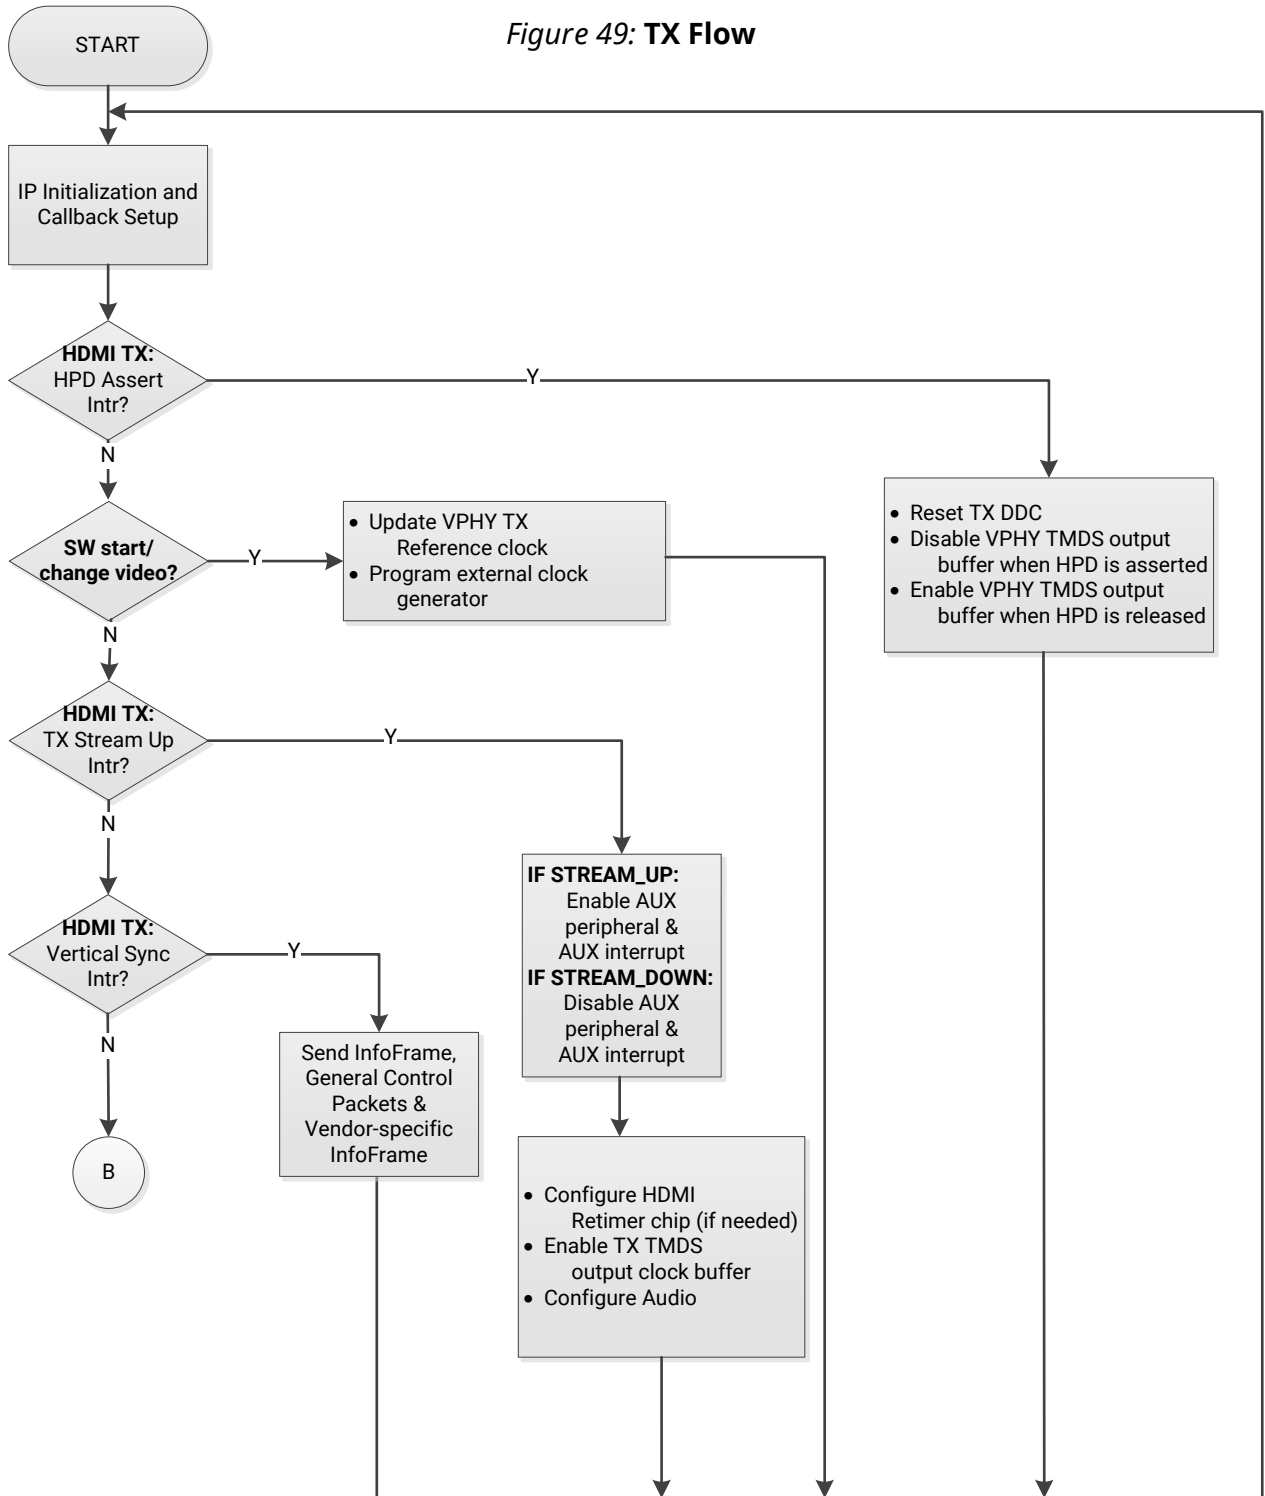 Figure 49: TX Flow
START
IP Initialization and
Callback Setup
HDMI TX:
HPD Assert
Intr?
Y
N
• Reset TX DDC
• Disable VPHY TMDS output
buffer when HPD is asserted
• Enable VPHY TMDS output
buffer when HPD is released
SW start/
change video?
Y
N
• Update VPHY TX
Reference clock
• Program external clock
generator
HDMI TX:
TX Stream Up
Intr?
Y
N
IF STREAM_UP:
Enable AUX
peripheral &
AUX interrupt
IF STREAM_DOWN:
Disable AUX
peripheral &
AUX interrupt
HDMI TX:
Vertical Sync
Intr?
Y
N
Send InfoFrame,
General Control
Packets &
Vendor-specific
InfoFrame
B
• Configure HDMI
Retimer chip (if needed)
• Enable TX TMDS
output clock buffer
• Configure Audio